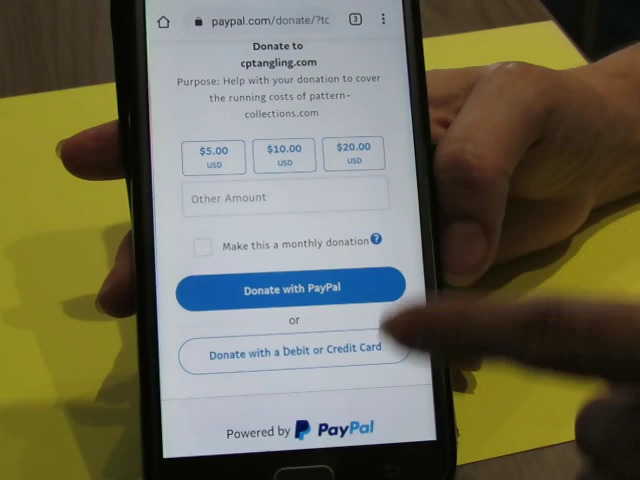 paypal.com/donate/?tc
3
Donate to
cptangling.com
Purpose: Help with your donation to cover
the running costs of pattern-
collections.com
$5.00 $10.00 $20.00
USD USD USD
Other Amount
Make this a monthly donation ?
Donate with PayPal
or
Donate with a Debit or Credit Card
Powered by PayPal